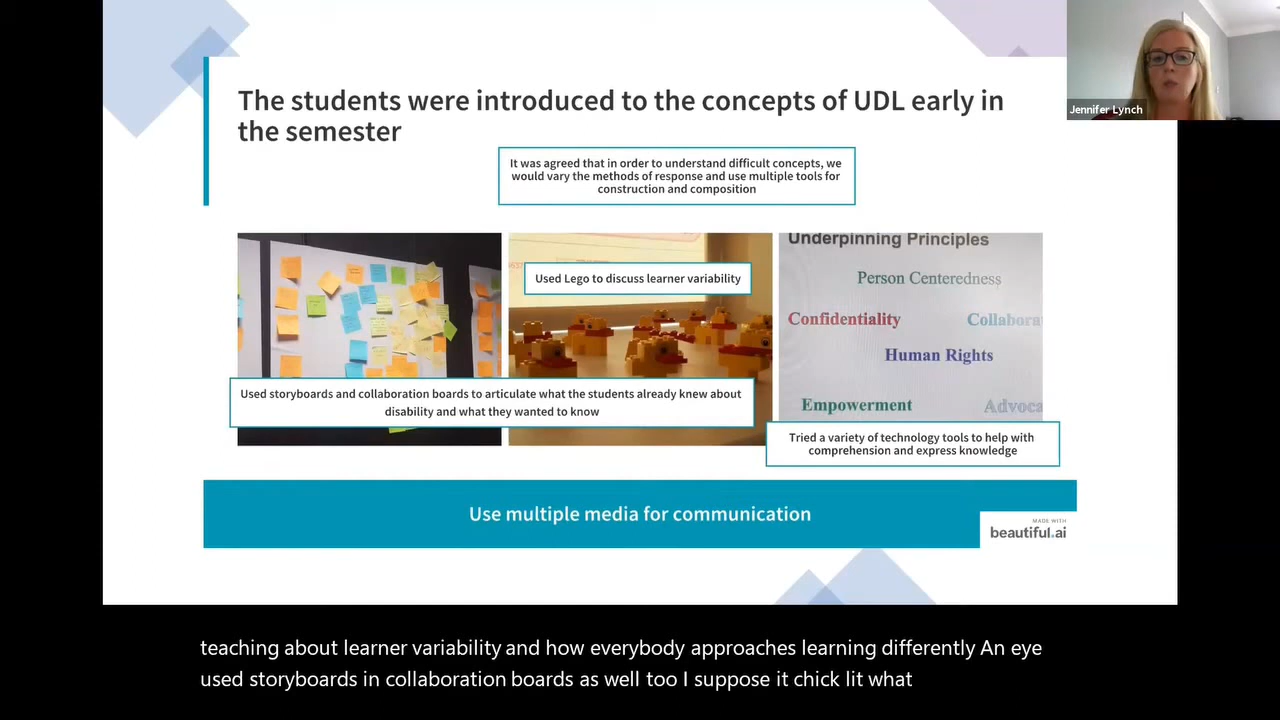 The students were introduced to the concepts of UDL early in
the semester
Jennifer Lynch
It was agreed that in order to understand difficult concepts, we
would vary the methods of response and use multiple tools for
construction and composition
Used Lego to discuss learner variability
Underpinning Principles
Person Centeredness
Confidentiality
Collabora
Human Rights
Empowerment
Advoca
Used storyboards and collaboration boards to articulate what the students already knew about
disability and what they wanted to know
Tried a variety of technology tools to help with
comprehension and express knowledge
Use multiple media for communication
MADE WITH
beautiful.ai
teaching about learner variability and how everybody approaches learning differently An eye
used storyboards in collaboration boards as well too I suppose it chick lit what